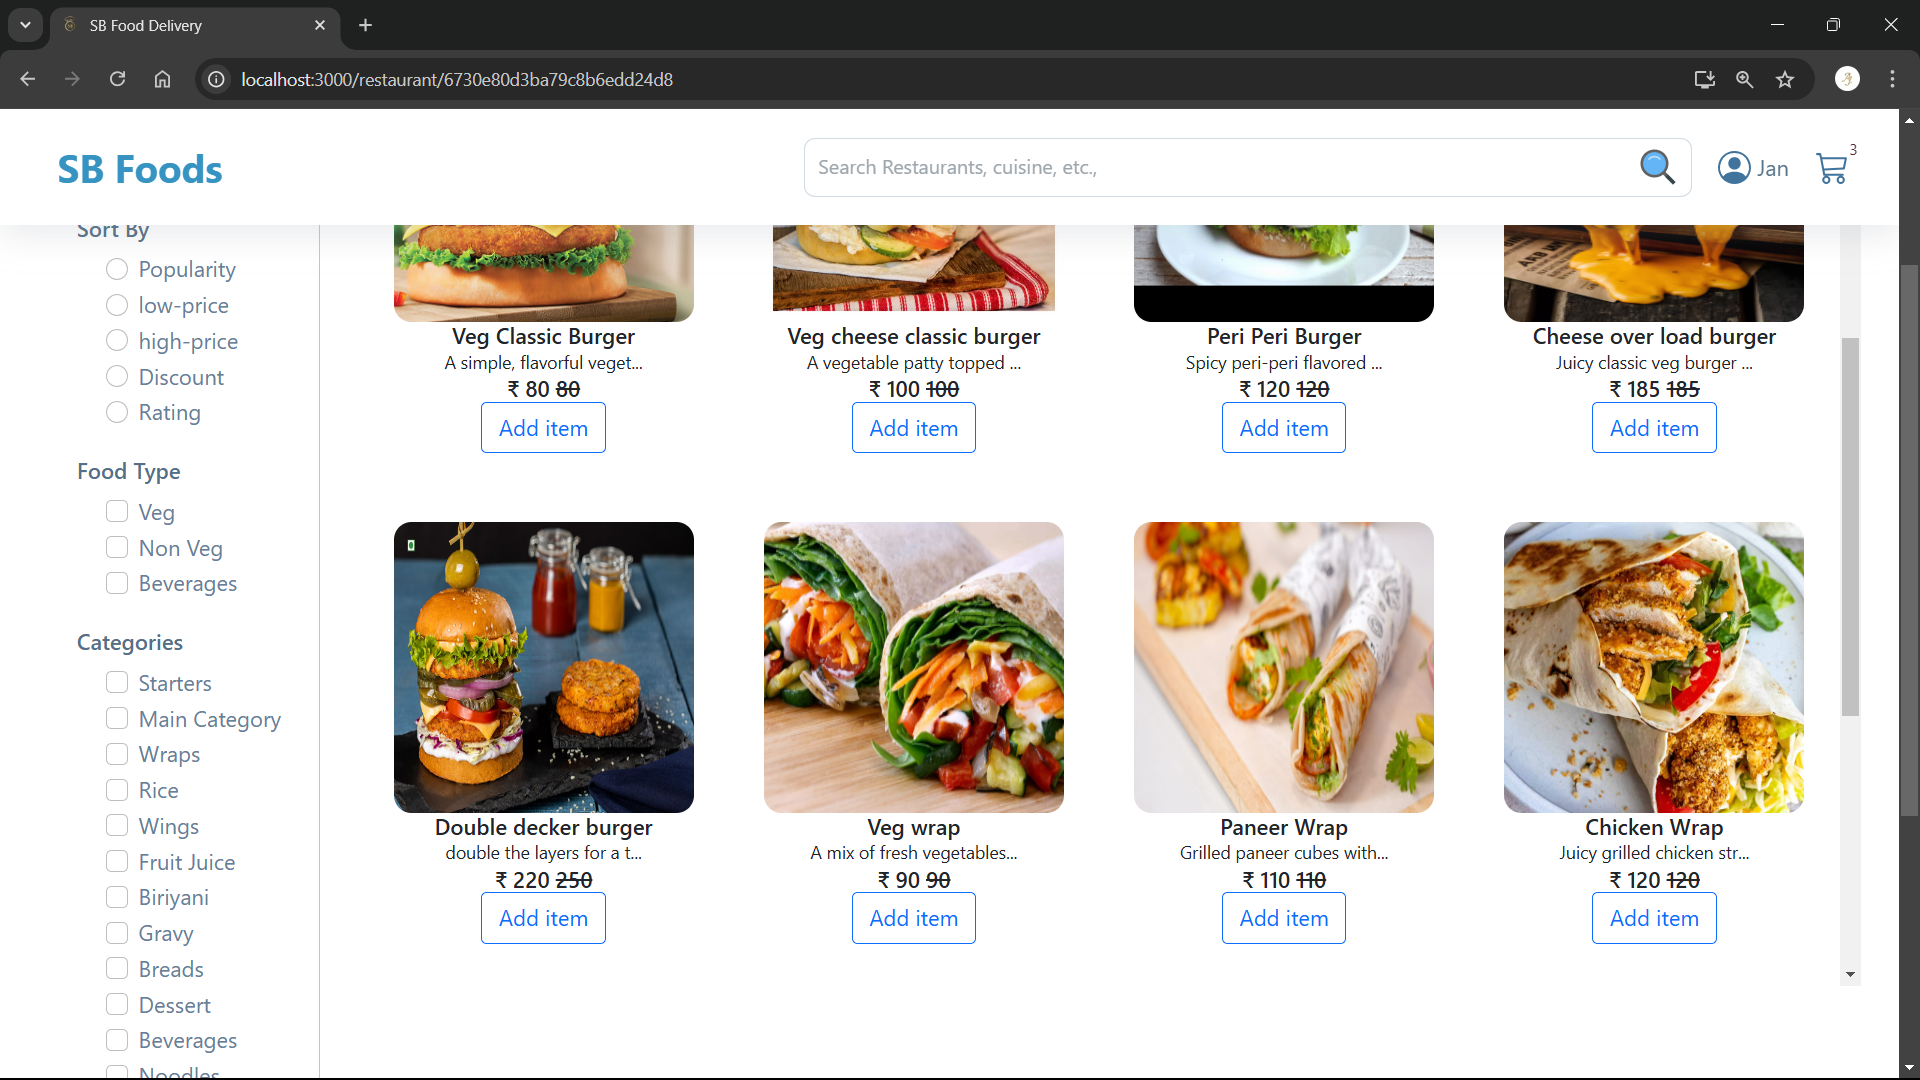 SB Food Delivery
localhost:3000/restaurant/6730e80d3ba79c8b6edd24d8
SB Foods
Search Restaurants, cuisine, etc.,
Jan
3
Sort By
Popularity
low-price
high-price
Discount
Rating
Food Type
Veg
Non Veg
Beverages
Categories
Starters
Main Category
Wraps
Rice
Wings
Fruit Juice
Biriyani
Gravy
Breads
Dessert
Beverages
Noodles
Veg Classic Burger
A simple, flavorful veget...
₹ 80 80
Add item
Veg cheese classic burger
A vegetable patty topped ...
₹ 100 100
Add item
Peri Peri Burger
Spicy peri-peri flavored ...
₹ 120 120
Add item
Cheese over load burger
Juicy classic veg burger ...
₹ 185 185
Add item
Double decker burger
double the layers for a t...
₹ 220 250
Add item
Veg wrap
A mix of fresh vegetables...
₹ 90 90
Add item
Paneer Wrap
Grilled paneer cubes with...
₹ 110 110
Add item
Chicken Wrap
Juicy grilled chicken str...
₹ 120 120
Add item